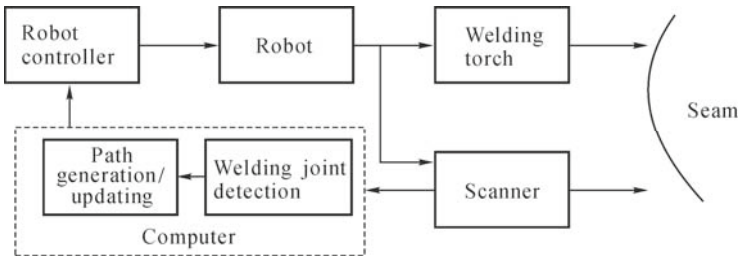 Robot
controller
Robot
Welding
torch
Seam
Path
generation/
updating
Welding joint
detection
Scanner
Computer